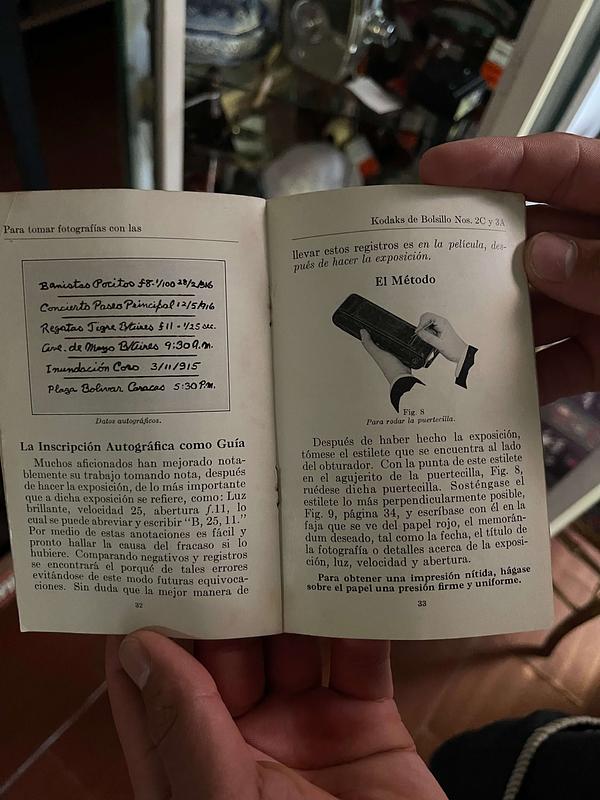 Para tomar fotografías con las
Banistas Pocitos f8. 1/100 28/2/916
Concierto Paseo Principal 12/5/916
Regatas Tigre B/Aires f 11 - 1/25 sec.
Ave. de Mayo B/Aires 9:30 A.M.
Inundación Coso 3/11/915
Plaza Bolivar Caracas 5:30 P.M.
Datos autográficos.
La Inscripción Autográfica como Guía
Muchos aficionados han mejorado nota-
blemente su trabajo tomando nota, después
de hacer la exposición, de lo más importante
que a dicha exposición se refiere, como: Luz
brillante, velocidad 25, abertura f.11, lo
cual se puede abreviar y escribir “B, 25, 11.”
Por medio de estas anotaciones es fácil y
pronto hallar la causa del fracaso si lo
hubiere. Comparando negativos y registros
se encontrará el porqué de tales errores
evitándose de este modo futuras equivoca-
ciones. Sin duda que la mejor manera de
32
Kodaks de Bolsillo Nos. 2C y 3A
llevar estos registros es en la película, des-
pués de hacer la exposición.
El Método
Fig. 8
Para rodar la puertecilla.
Después de haber hecho la exposición,
tómese el estilete que se encuentra al lado
del obturador. Con la punta de este estilete
en el agujerito de la puertecilla, Fig. 8,
ruédese dicha puertecilla. Sosténgase el
estilete lo más perpendicularmente posible,
Fig. 9, página 34, y escríbase con él en la
faja que se ve del papel rojo, el memorán-
dum deseado, tal como la fecha, el título de
la fotografía o detalles acerca de la exposi-
ción, luz, velocidad y abertura.
Para obtener una impresión nítida, hágase
sobre el papel una presión firme y uniforme.
33